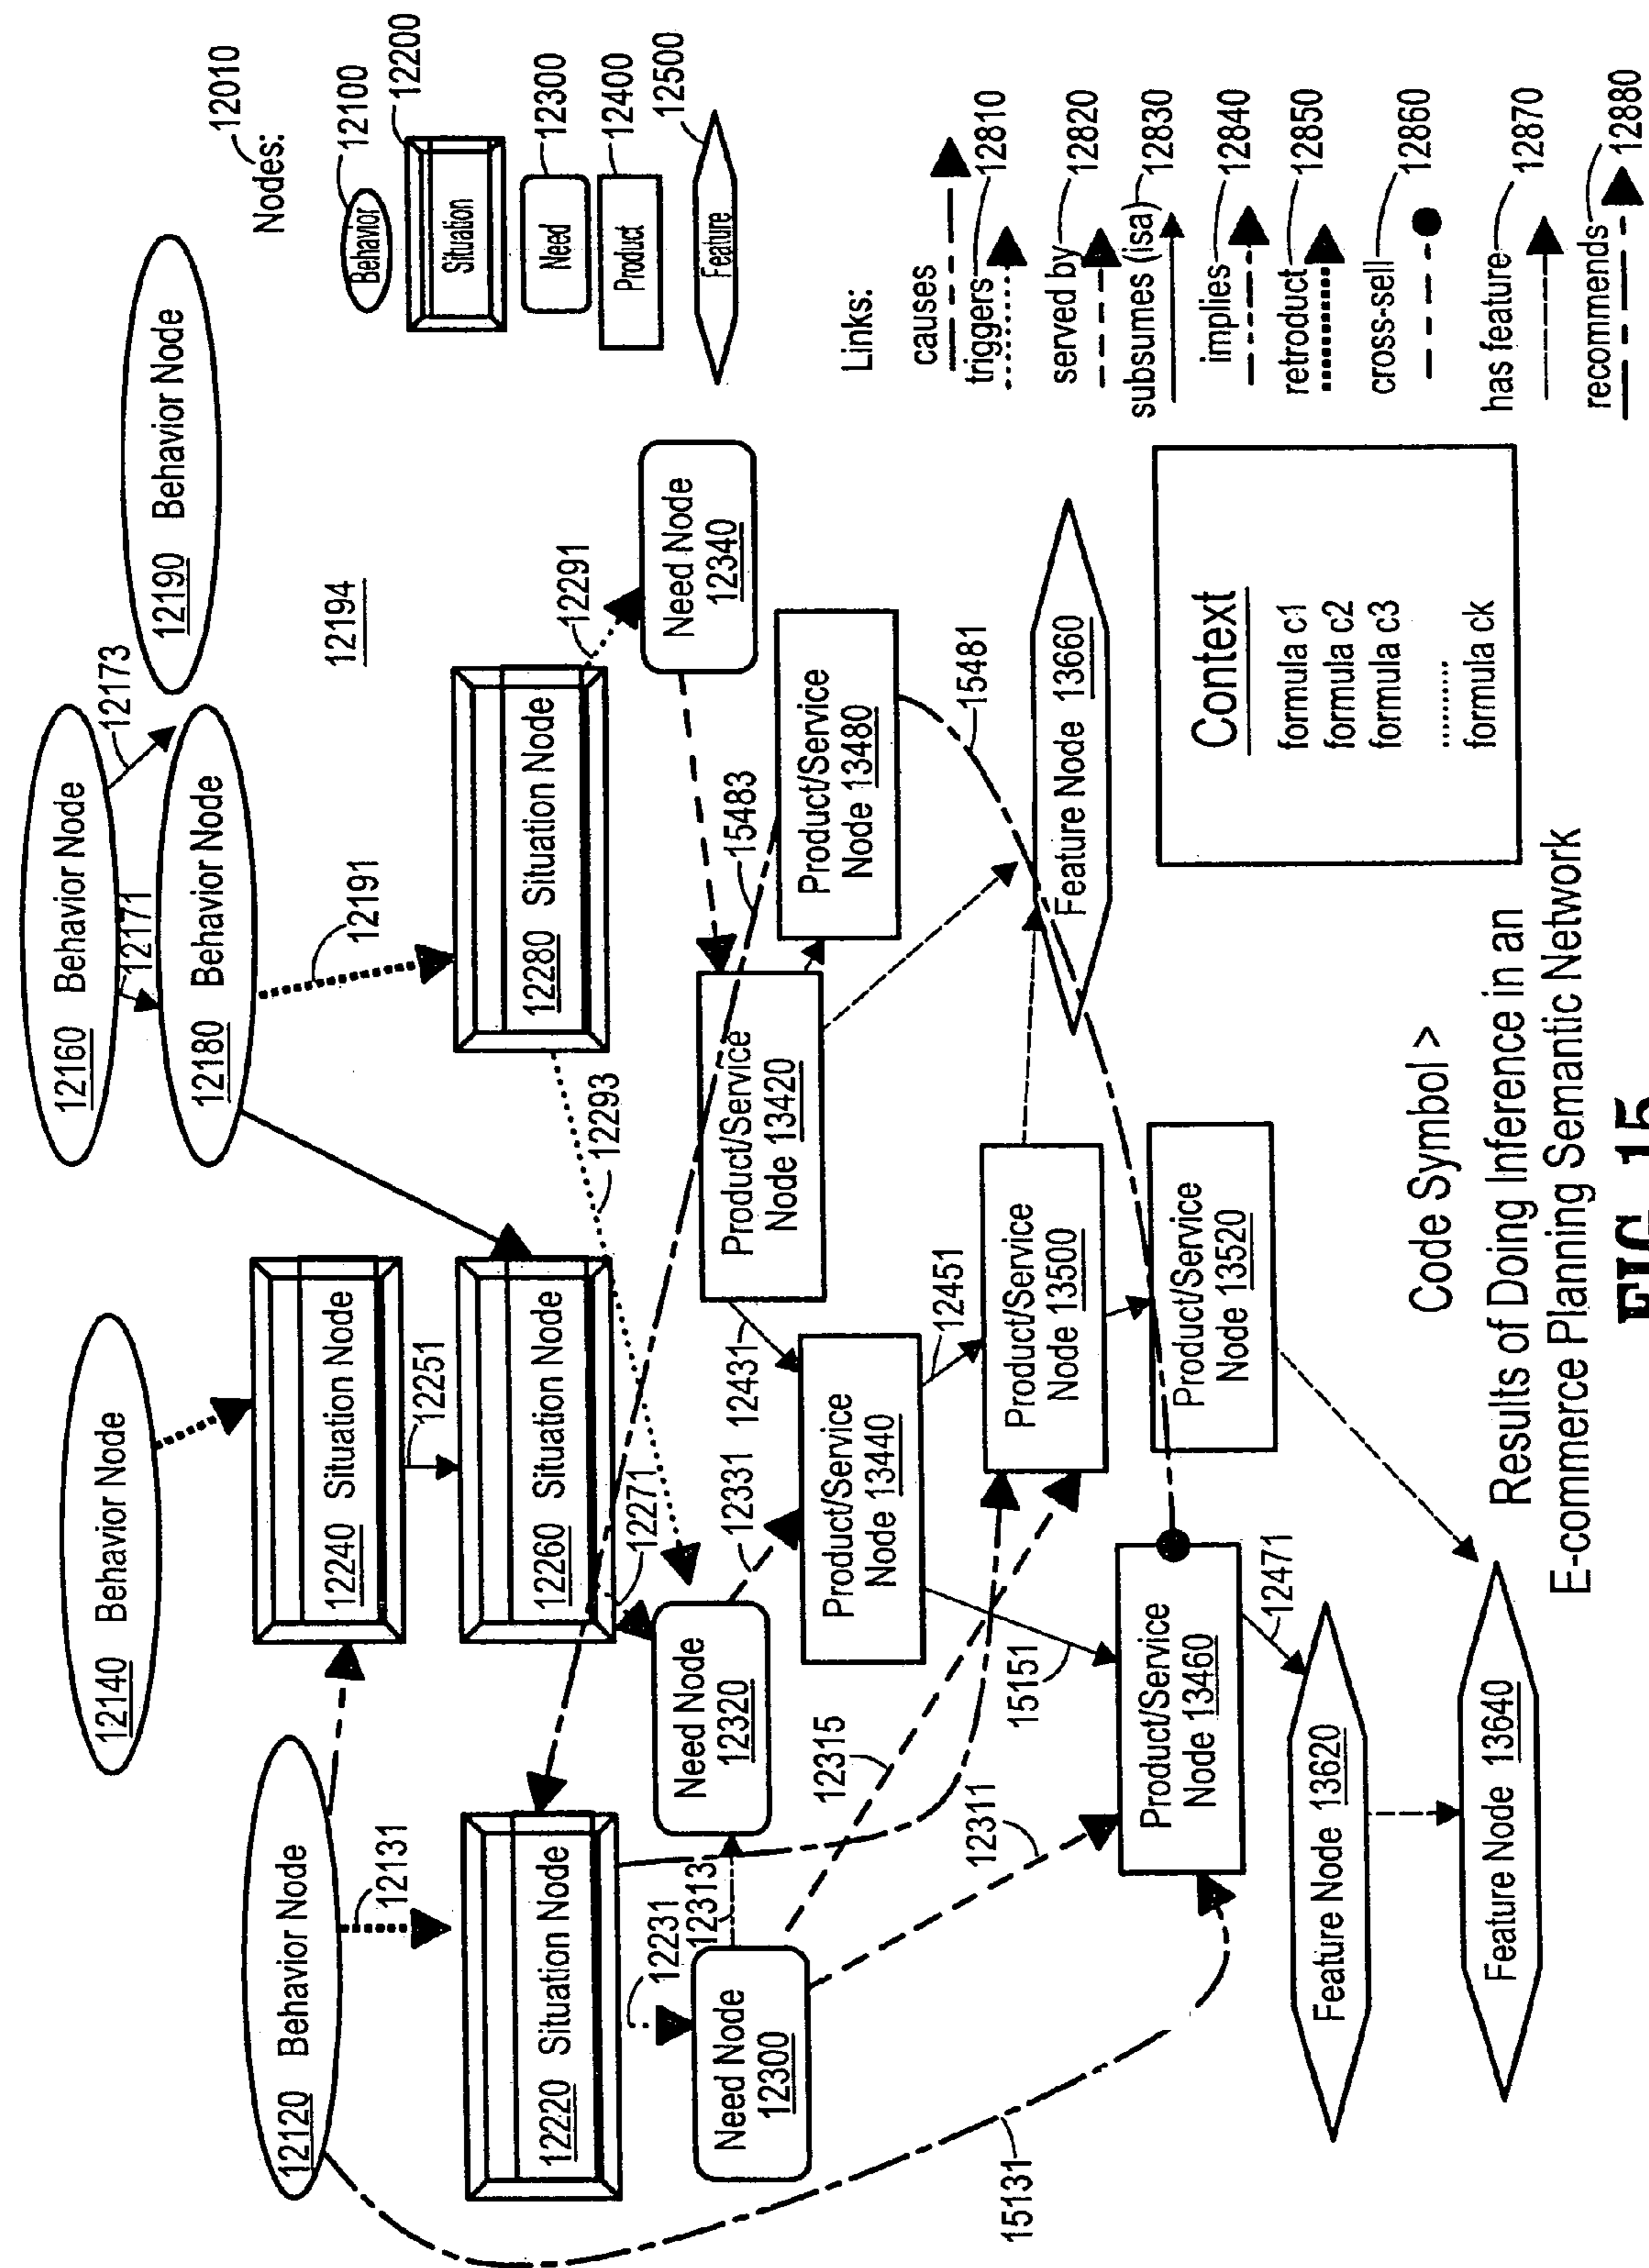 12010
Nodes:
Behavior
12100
Situation
12200
Need
12300
Product
12400
Feature
12500
12120 Behavior Node
12140 Behavior Node
12160 Behavior Node
12180 Behavior Node
12190 Behavior Node
12171
12173
12131
12191
12194
12240 Situation Node
12251
12220 Situation Node
12260 Situation Node
12280 Situation Node
12231
12313
12271
12293
12291
Need Node
12300
Need Node
12320
Need Node
12340
12331
12431
15483
Product/Service
Node 13420
Product/Service
Node 13480
Product/Service
Node 13440
12315
12311
15151
12451
15481
15131
Product/Service
Node 13500
Feature Node 13660
Product/Service
Node 13460
Product/Service
Node 13520
12471
Feature Node 13620
Feature Node 13640
Links:
causes
triggers
12810
served by
12820
subsumes (isa)
12830
implies
12840
retroduct
12850
cross-sell
12860
has feature
12870
recommends
12880
Context
formula c1
formula c2
formula c3
.........
formula ck
Code Symbol >
Results of Doing Inference in an
E-commerce Planning Semantic Network
FIG. 15